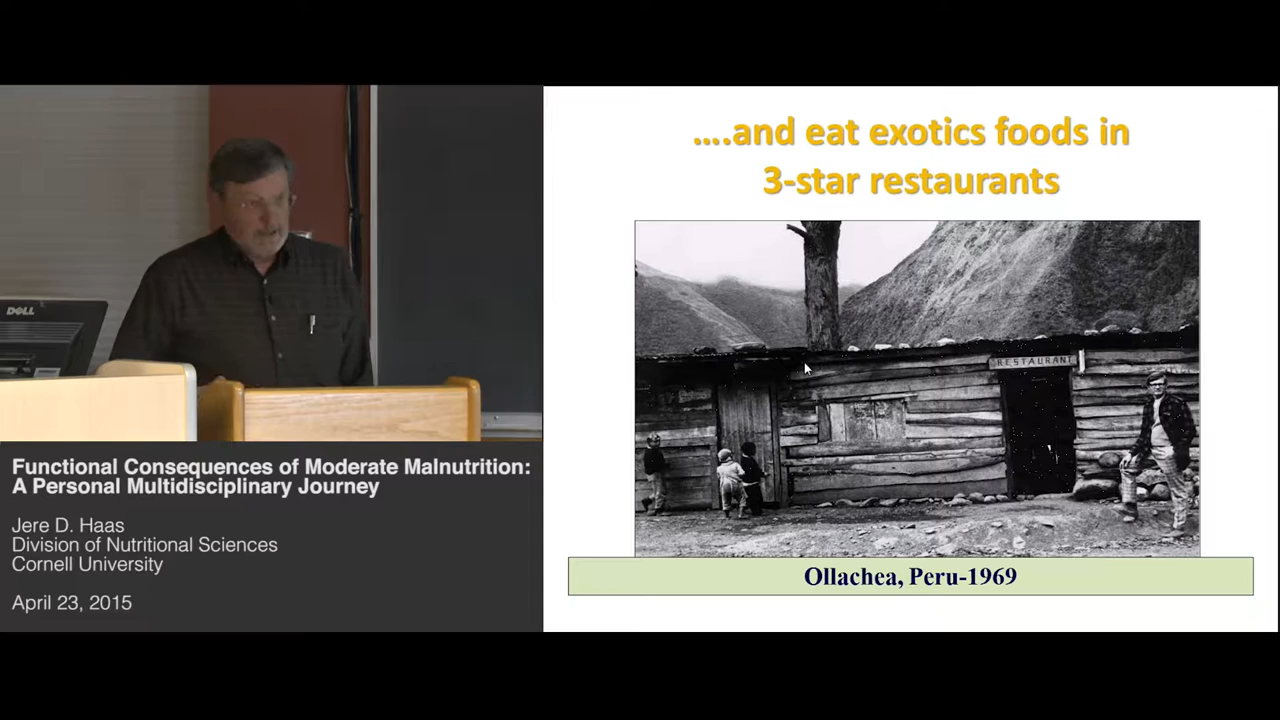 ….and eat exotics foods in
3-star restaurants
DELL
RESTAURANT
Ollachea, Peru-1969
Functional Consequences of Moderate Malnutrition:
A Personal Multidisciplinary Journey
Jere D. Haas
Division of Nutritional Sciences
Cornell University
April 23, 2015